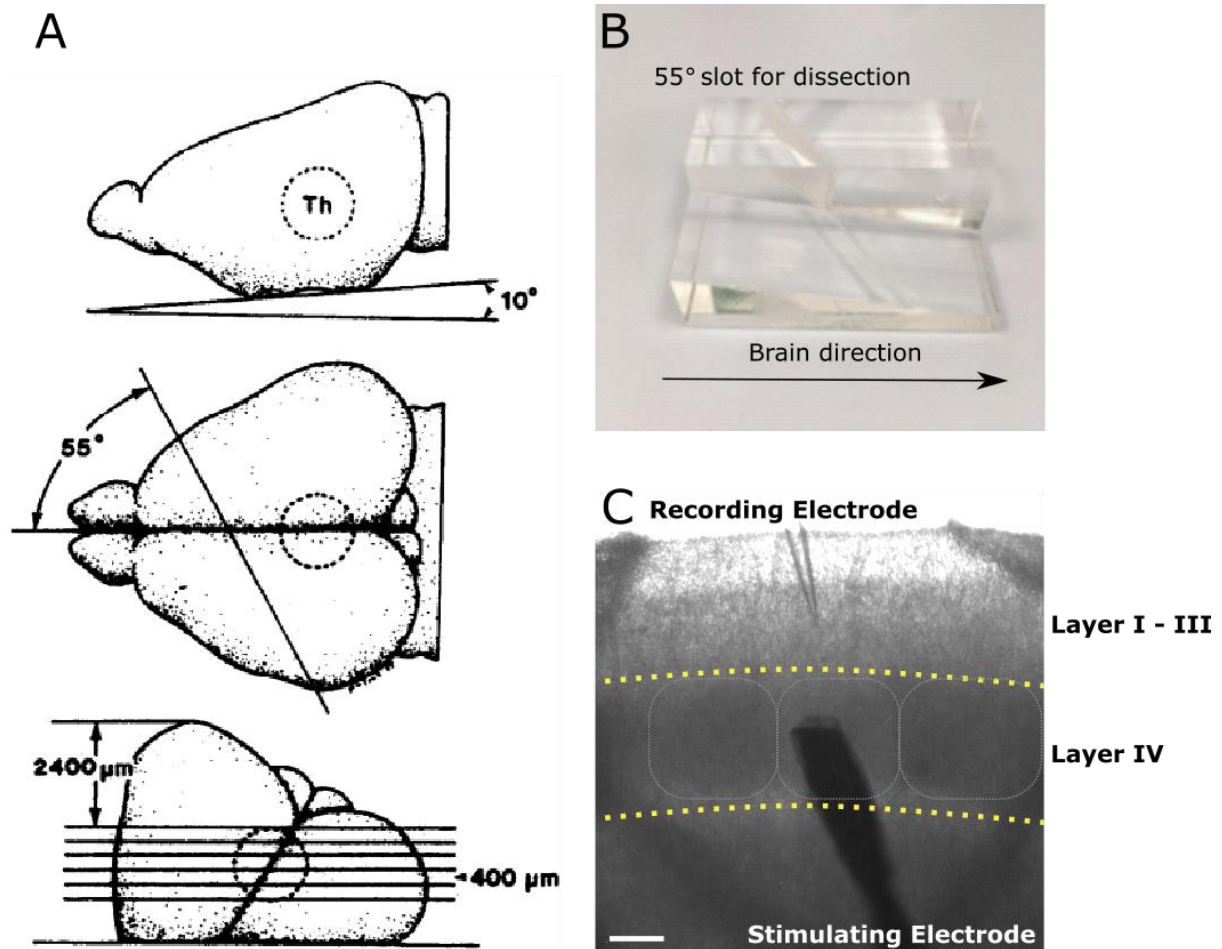 A
Th
10°
55°
2400 µm
400 µm
B
55° slot for dissection
Brain direction
C
Recording Electrode
Layer I - III
Layer IV
Stimulating Electrode